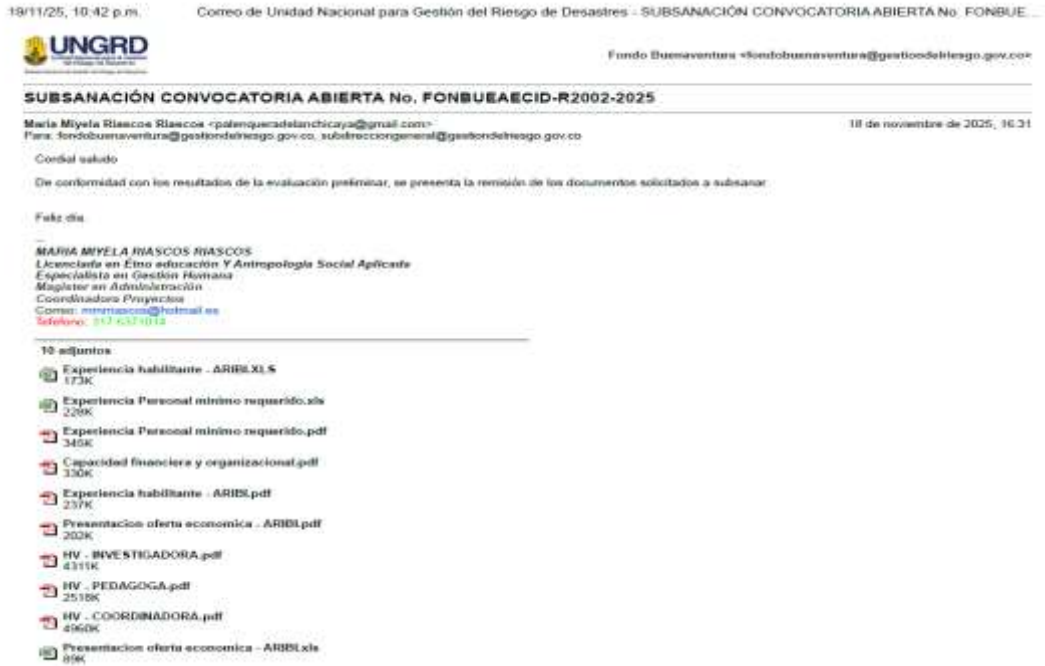 19/11/25, 10:42 p.m. Correo de Unidad Nacional para Gestión del Riesgo de Desastres - SUBSANACIÓN CONVOCATORIA ABIERTA No. FONBUE...
UNGRD
Fondo Buenaventura <fondobuenaventura@gestiondelriesgo.gov.co>
SUBSANACIÓN CONVOCATORIA ABIERTA No. FONBUEAECID-R2002-2025
Maria Miyela Riascos Riascos <palenqueradelanchicaya@gmail.com> 18 de noviembre de 2025, 16:31
Para: fondobuenaventura@gestiondelriesgo.gov.co, subdirecciongeneral@gestiondelriesgo.gov.co
Cordial saludo
De conformidad con los resultados de la evaluación preliminar, se presenta la remisión de los documentos solicitados a subsanar.
Feliz día
--
MARIA MIYELA RIASCOS RIASCOS
Licenciada en Etno educación Y Antropología Social Aplicada
Especialista en Gestión Humana
Magister en Administración
Coordinadora Proyectos
Correo:
Telefono:
10 adjuntos
Experiencia habilitante - ARIBI.XLS
173K
Experiencia Personal minimo requerido.xls
228K
Experiencia Personal minimo requerido.pdf
345K
Capacidad financiera y organizacional.pdf
330K
Experiencia habilitante - ARIBI.pdf
237K
Presentacion oferta economica - ARIBI.pdf
202K
HV - INVESTIGADORA.pdf
4311K
HV - PEDAGOGA.pdf
2518K
HV - COORDINADORA.pdf
4960K
Presentacion oferta economica - ARIBI.xls
89K